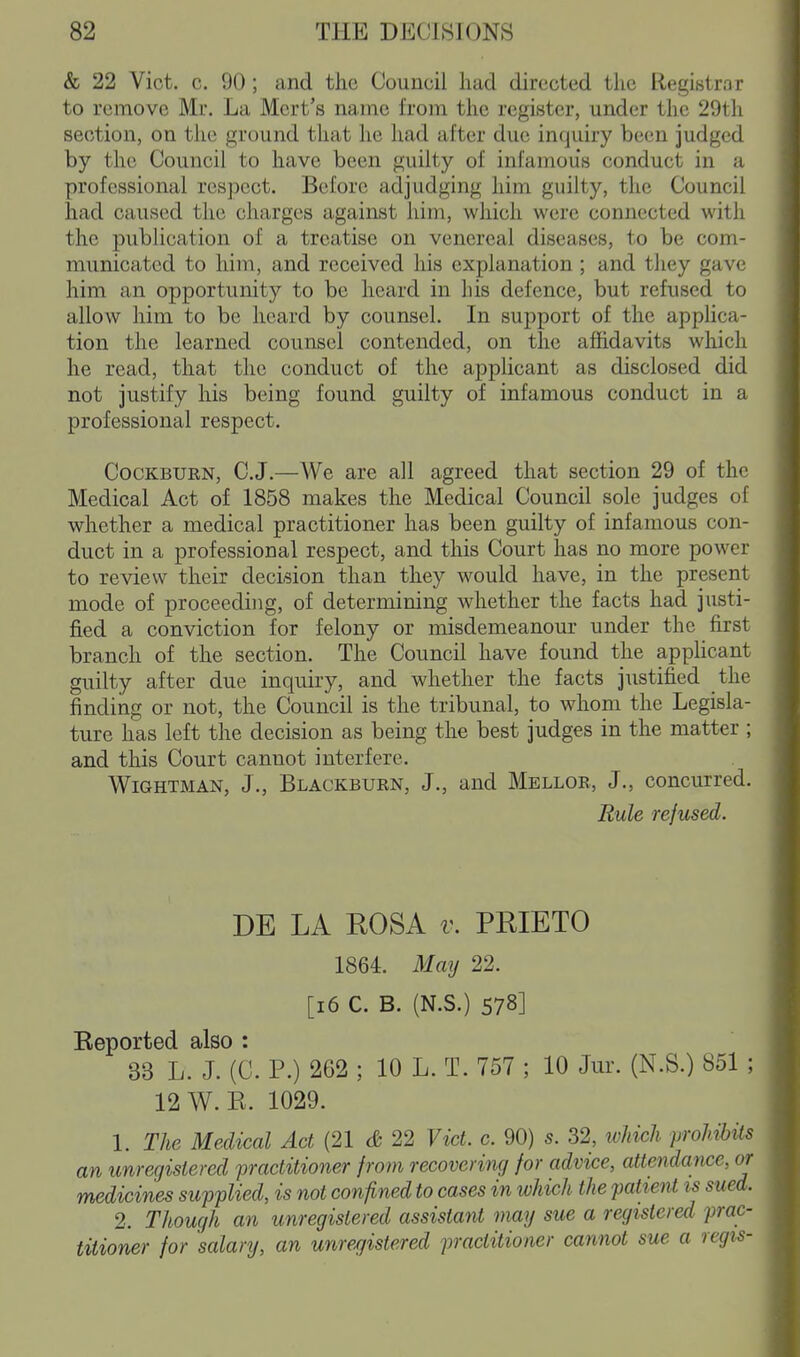 82 THE DECISIONS
& 22 Vict. c. 90 ; and the Council had directed the Registrar
to remove Mr. La Mert's name from the register, under the 29th
section, on the ground that he had after due inquiry been judged
by the Council to have been guilty of infamous conduct in a
professional respect. Before adjudging him guilty, the Council
had caused the charges against him, which were connected with
the publication of a treatise on venereal diseases, to be com-
municated to him, and received his explanation ; and they gave
him an opportunity to be heard in his defence, but refused to
allow him to be heard by counsel. In support of the applica-
tion the learned counsel contended, on the affidavits which
he read, that the conduct of the applicant as disclosed did
not justify his being found guilty of infamous conduct in a
professional respect.
COCKBURN, C.J.—We are all agreed that section 29 of the
Medical Act of 1858 makes the Medical Council sole judges of
whether a medical practitioner has been guilty of infamous con-
duct in a professional respect, and this Court has no more power
to review their decision than they would have, in the present
mode of proceeding, of determining whether the facts had justi-
fied a conviction for felony or misdemeanour under the first
branch of the section. The Council have found the applicant
guilty after due inquiry, and whether the facts justified the
finding or not, the Council is the tribunal, to whom the Legisla-
ture has left the decision as being the best judges in the matter ;
and this Court cannot interfere.
WIGHTMAN, J., BLACKBURN, J., and MELLOR, J., concurred.
Rule refused.
DE LA ROSA v. PRIETO
1864. May 22.
[16 C. B. (N.S.) 578]
Reported also :
33 L. J. (C. P.) 262 ; 10 L. T. 757 ; 10 Jur. (N.S.) 851 ;
12 W. R. 1029.
1. The Medical Act (21 & 22 Vict. c. 90) s. 32, which prohibits
an unregistered practitioner from recovering for advice, attendance, or
medicines supplied, is not confined to cases in which the patient is sued.
2. Though an unregistered assistant may sue a registered prac-
titioner for salary, an unregistered practitioner cannot sue a regis-